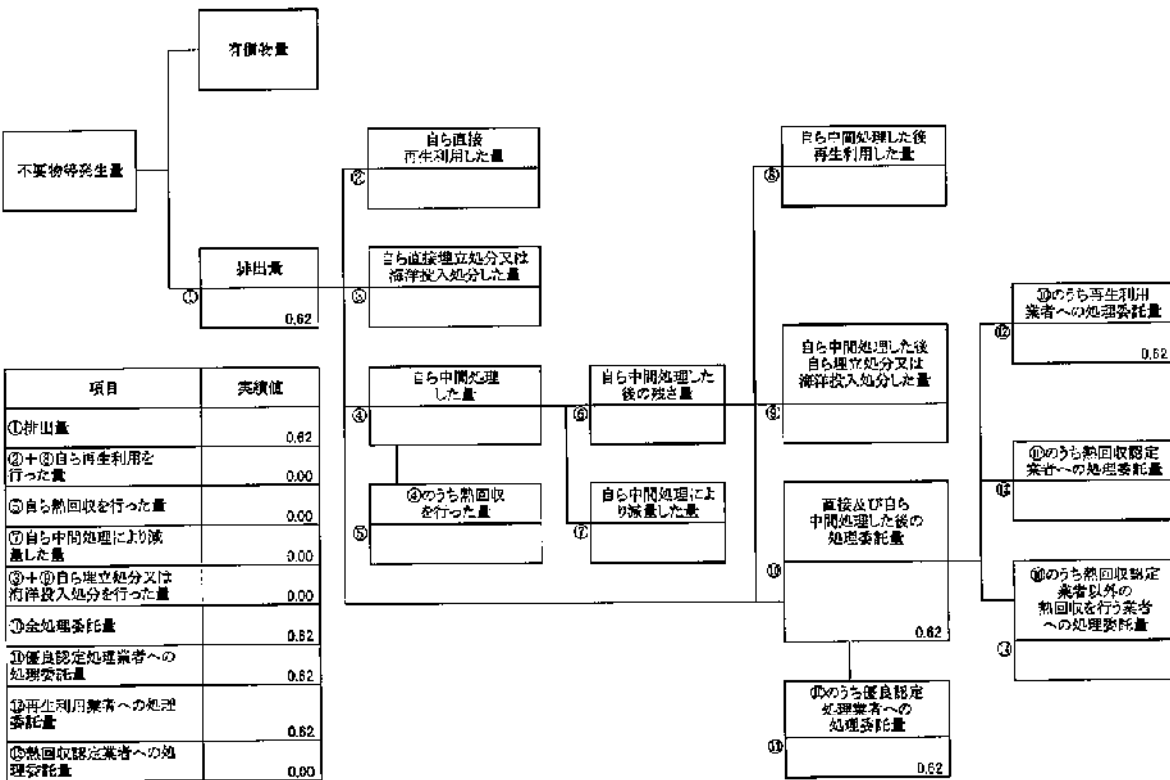 有償物量
不要物等発生量
排出量
①
0.62
自ら直接
再生利用した量
②
自ら直接埋立処分又は
海洋投入処分した量
③
自ら中間処理
した量
④
④のうち熱回収
を行った量
⑤
自ら中間処理した
後の残さ量
⑥
自ら中間処理によ
り減量した量
⑦
自ら中間処理した後
再生利用した量
⑧
自ら中間処理した後
自ら埋立処分又は
海洋投入処分した量
⑨
直接及び自ら
中間処理した後の
処理委託量
⑩
0.62
⑩のうち優良認定
処理業者への
処理委託量
⑪
0.62
⑩のうち再生利用
業者への処理委託量
⑫
0.62
のうち熱回収認定
業者への処理委託量
⑩のうち熱回収認定
業者以外の
熱回収を行う業者
への処理委託量
項目 実績値
①排出量 0.62
②+⑧自ら再生利用を
行った量 0.00
⑤自ら熱回収を行った量 0.00
⑦自ら中間処理により減
量した量 0.00
③+⑨自ら埋立処分又は
海洋投入処分を行った量 0.00
⑩全処理委託量 0.62
⑪優良認定処理業者への
処理委託量 0.62
⑫再生利用業者への処理
委託量 0.62
⑬熱回収認定業者への処
理委託量 0.00